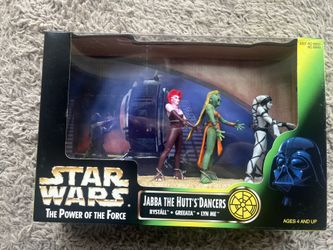 STAR
WARS
THE POWER OF THE FORCE
JABBA THE HUTT'S DANCERS
RYSTÁLL • GREEATA • LYN ME
AGES 4 AND UP